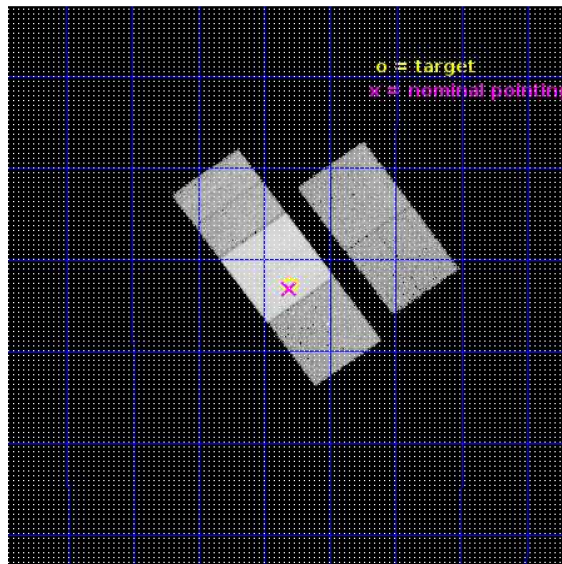 o = target
x = nominal pointing